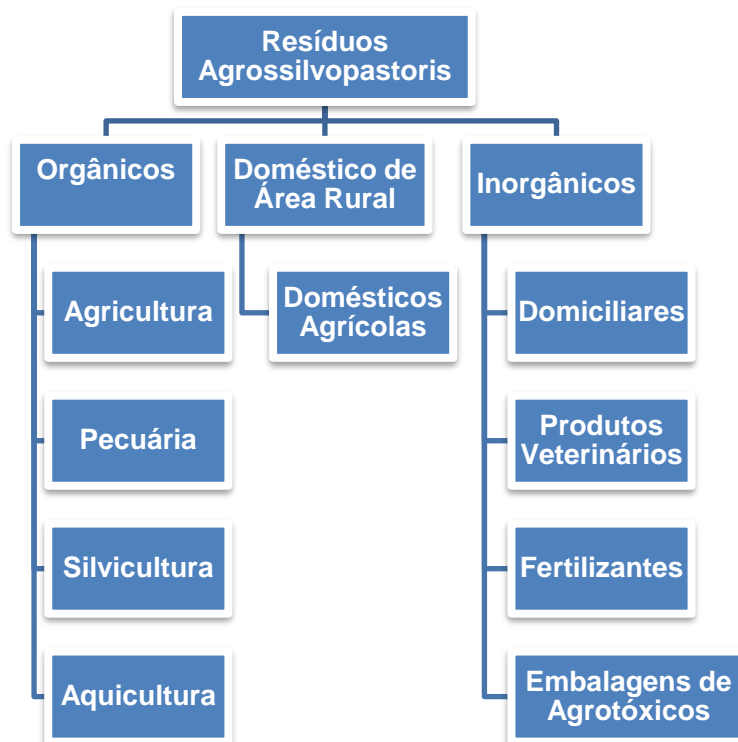 Resíduos
Agrossilvopastoris
Orgânicos
Doméstico de
Área Rural
Inorgânicos
Agricultura
Domésticos
Agrícolas
Domiciliares
Pecuária
Produtos
Veterinários
Silvicultura
Fertilizantes
Aquicultura
Embalagens de
Agrotóxicos